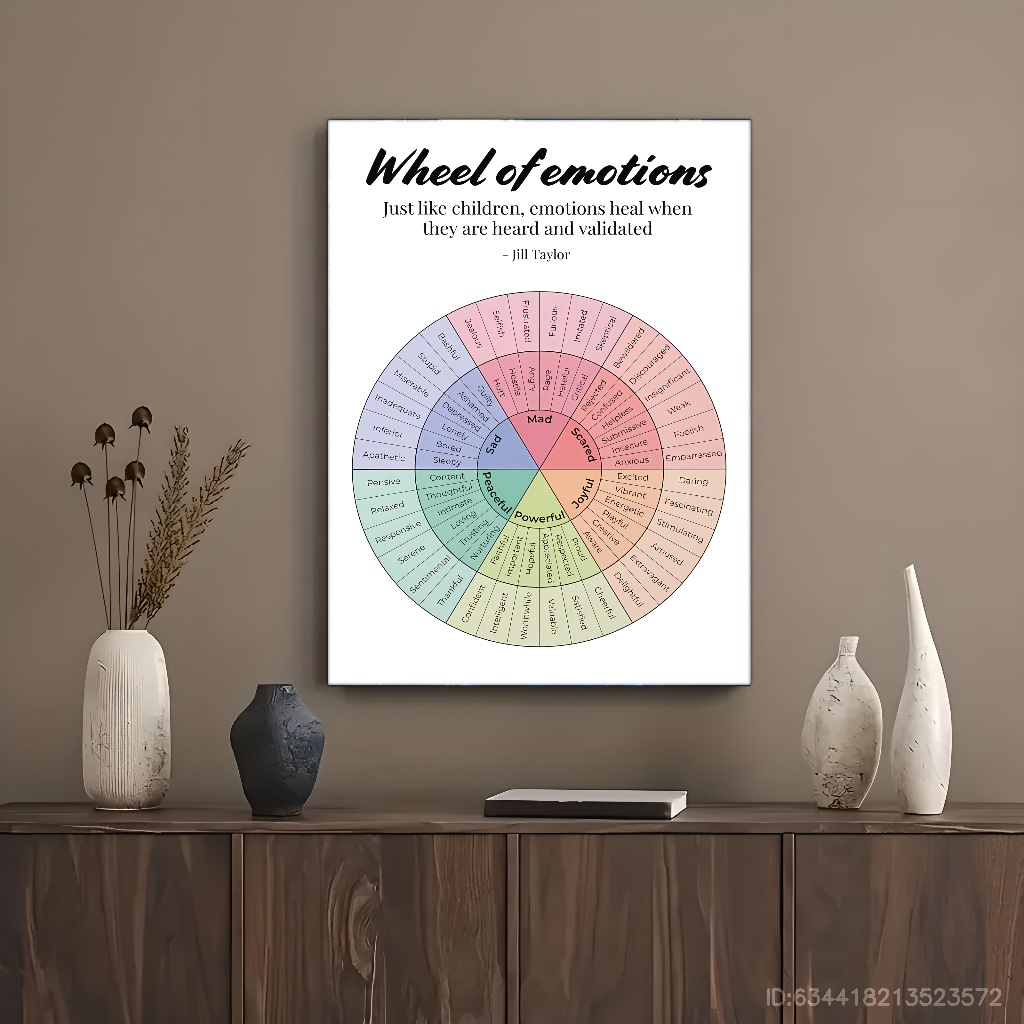 Wheel of emotions
Just like children, emotions heal when
they are heard and validated
- Jill Taylor
Mad
Scared
Joyful
Powerful
Peaceful
Sad
Hurt
Hostile
Angry
Rage
Hateful
Critical
Rejected
Confused
Helpless
Submissive
Insecure
Anxious
Excited
Vibrant
Energetic
Playful
Creative
Aware
Proud
Respected
Appreciated
Hopeful
Important
Faithful
Nurturing
Trusting
Loving
Intimate
Thoughtful
Content
Sleepy
Bored
Lonely
Depressed
Ashamed
Guilty
Jealous
Selfish
Frustrated
Furious
Irritated
Skeptical
Bewildered
Discouraged
Insignificant
Weak
Foolish
Embarrassed
Daring
Fascinating
Stimulating
Amused
Extravagant
Delightful
Cheerful
Satisfied
Valuable
Worthwhile
Intelligent
Confident
Thankful
Sentimental
Serene
Responsive
Relaxed
Pensive
Apathetic
Inferior
Inadequate
Miserable
Stupid
Bashful
ID:634418213523572